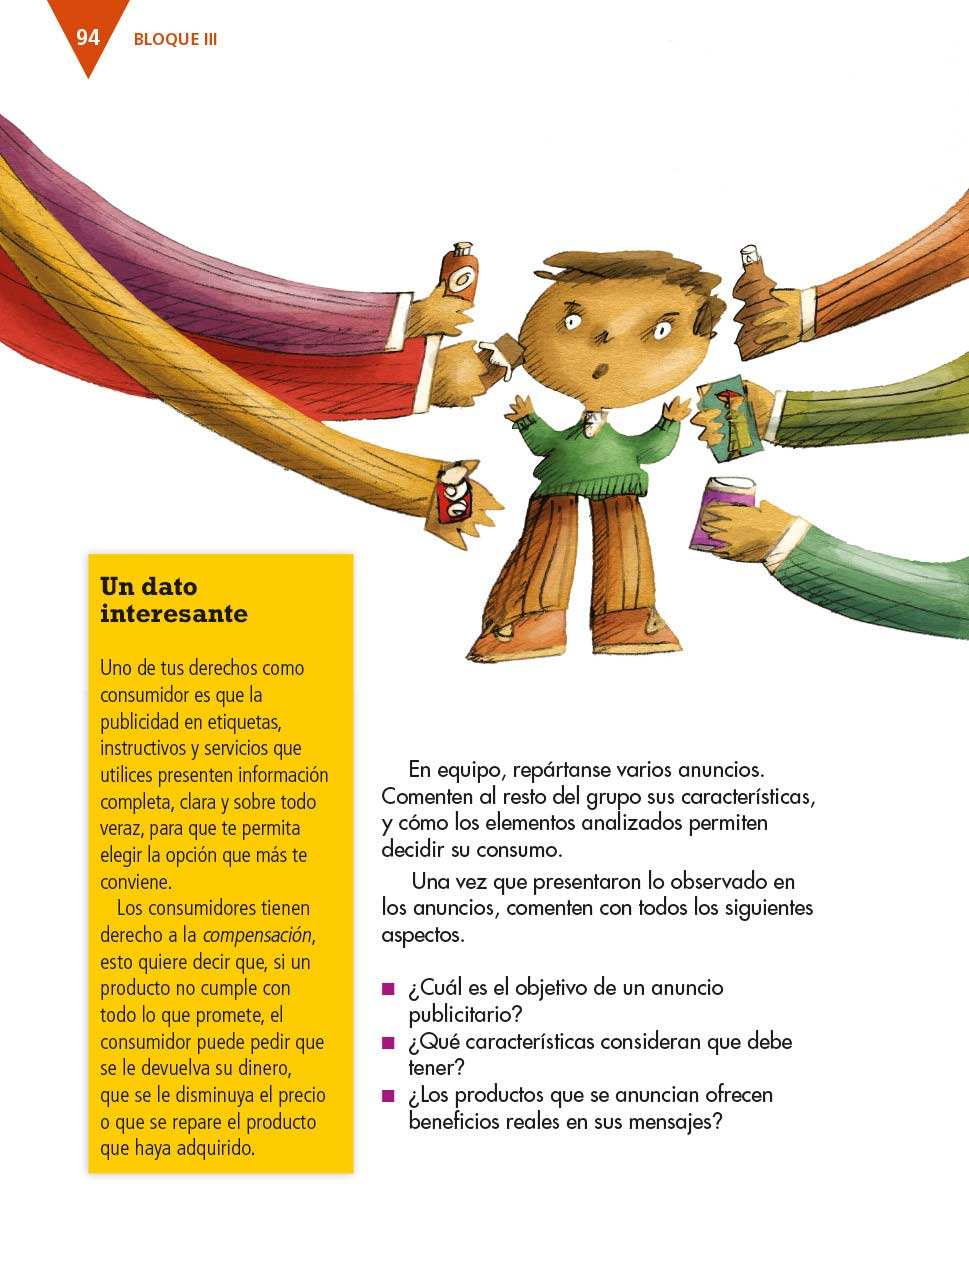 94
BLOQUE III
Un dato
interesante
Uno de tus derechos como
consumidor es que la
publicidad en etiquetas,
instructivos y servicios que
utilices presenten información
completa, clara y sobre todo
veraz, para que te permita
elegir la opción que más te
conviene.
Los consumidores tienen
derecho a la compensación,
esto quiere decir que, si un
producto no cumple con
todo lo que promete, el
consumidor puede pedir que
se le devuelva su dinero,
que se le disminuya el precio
o que se repare el producto
que haya adquirido.
En equipo, repártanse varios anuncios.
Comenten al resto del grupo sus características,
y cómo los elementos analizados permiten
decidir su consumo.
Una vez que presentaron lo observado en
los anuncios, comenten con todos los siguientes
aspectos.
■ ¿Cuál es el objetivo de un anuncio
publicitario?
■ ¿Qué características consideran que debe
tener?
■ ¿Los productos que se anuncian ofrecen
beneficios reales en sus mensajes?